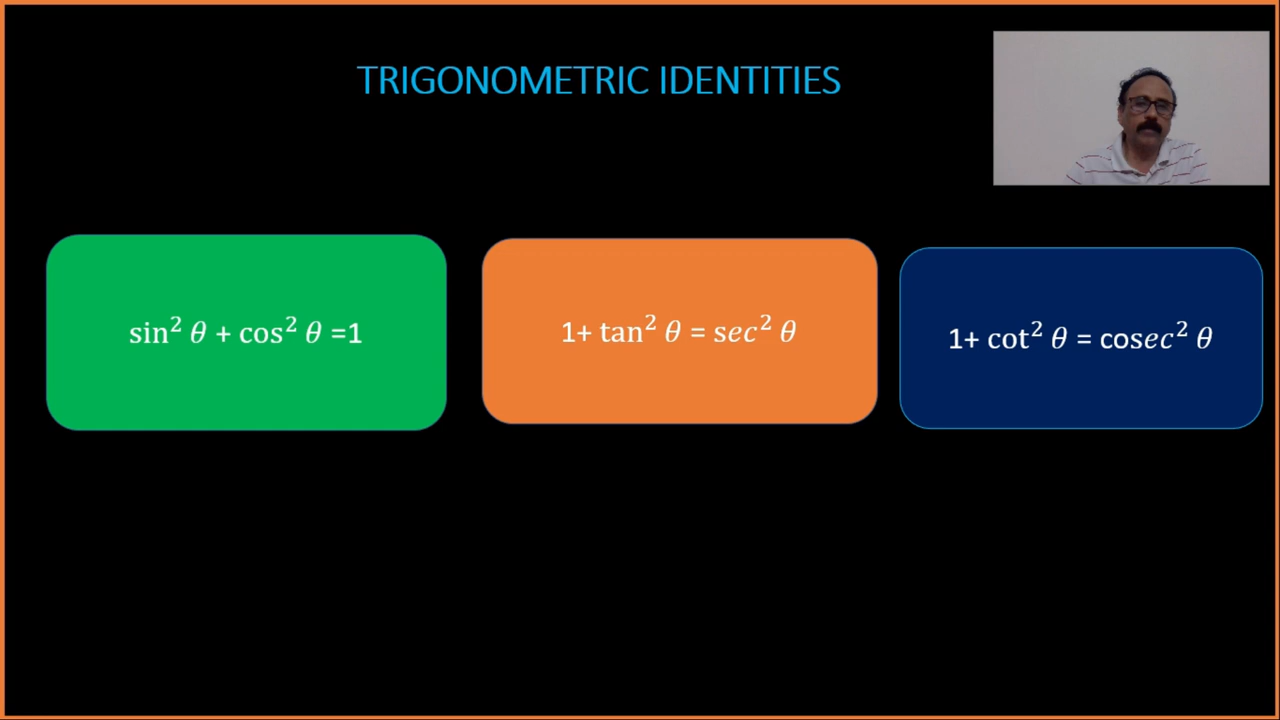 TRIGONOMETRIC IDENTITIES
sin² θ + cos² θ =1
1+ tan² θ = sec² θ
1+ cot² θ = cosec² θ